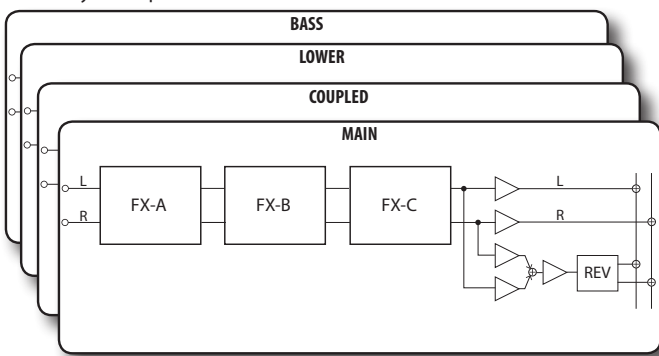 BASS
LOWER
COUPLED
MAIN
L
R
FX-A
FX-B
FX-C
L
R
REV